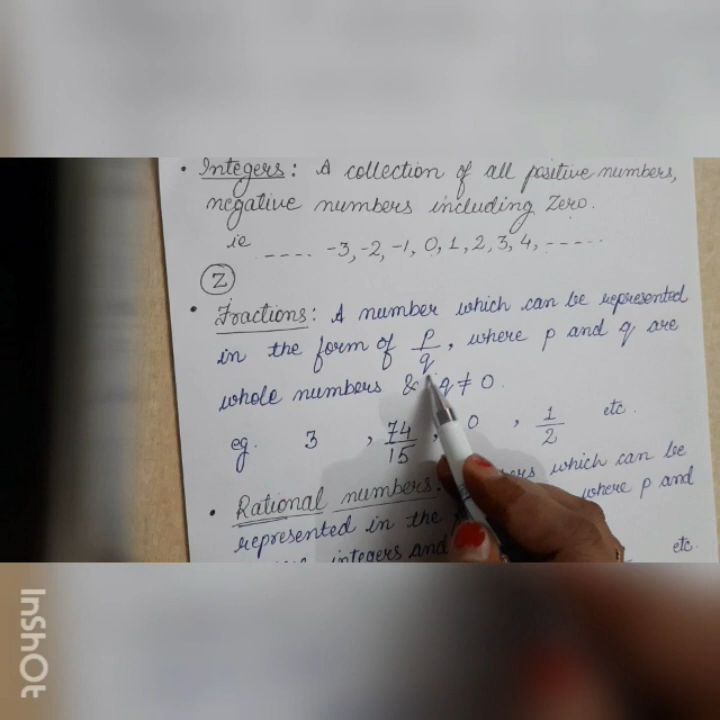 • Integers: A collection of all positive numbers,
negative numbers including Zero.
ie ---- -3, -2, -1, 0, 1, 2, 3, 4, -----
Z
• Fractions: A number which can be represented
in the form of p/q, where p and q are
whole numbers & q ≠ 0.
eg. 3 , 74/15, 0 , 1/2 etc.
• Rational numbers: which can be
represented in the where p and
integers and etc.
InShOt